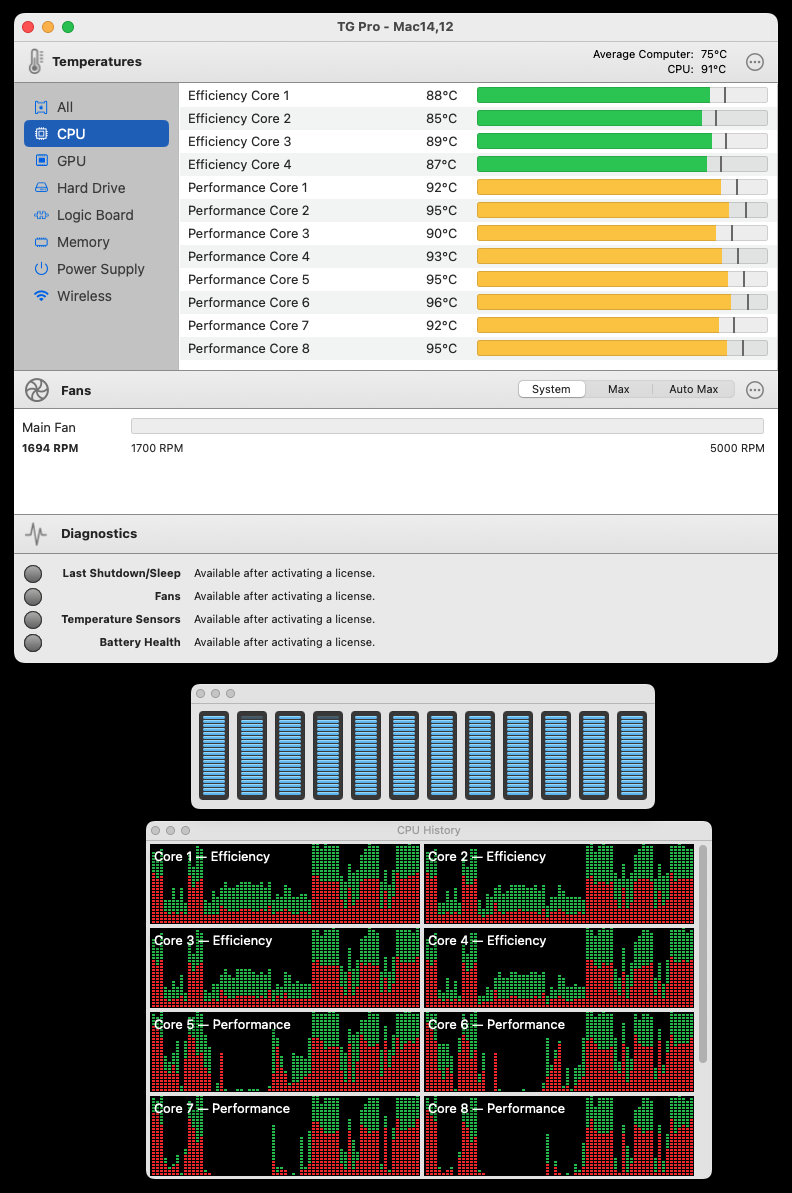 TG Pro - Mac14,12
Temperatures
Average Computer: 75°C
CPU: 91°C
All
CPU
GPU
Hard Drive
Logic Board
Memory
Power Supply
Wireless
Efficiency Core 1 88°C
Efficiency Core 2 85°C
Efficiency Core 3 89°C
Efficiency Core 4 87°C
Performance Core 1 92°C
Performance Core 2 95°C
Performance Core 3 90°C
Performance Core 4 93°C
Performance Core 5 95°C
Performance Core 6 96°C
Performance Core 7 92°C
Performance Core 8 95°C
Fans
System Max Auto Max
Main Fan
1694 RPM 1700 RPM 5000 RPM
Diagnostics
Last Shutdown/Sleep Available after activating a license.
Fans Available after activating a license.
Temperature Sensors Available after activating a license.
Battery Health Available after activating a license.
CPU History
Core 1 — Efficiency
Core 2 — Efficiency
Core 3 — Efficiency
Core 4 — Efficiency
Core 5 — Performance
Core 6 — Performance
Core 7 — Performance
Core 8 — Performance